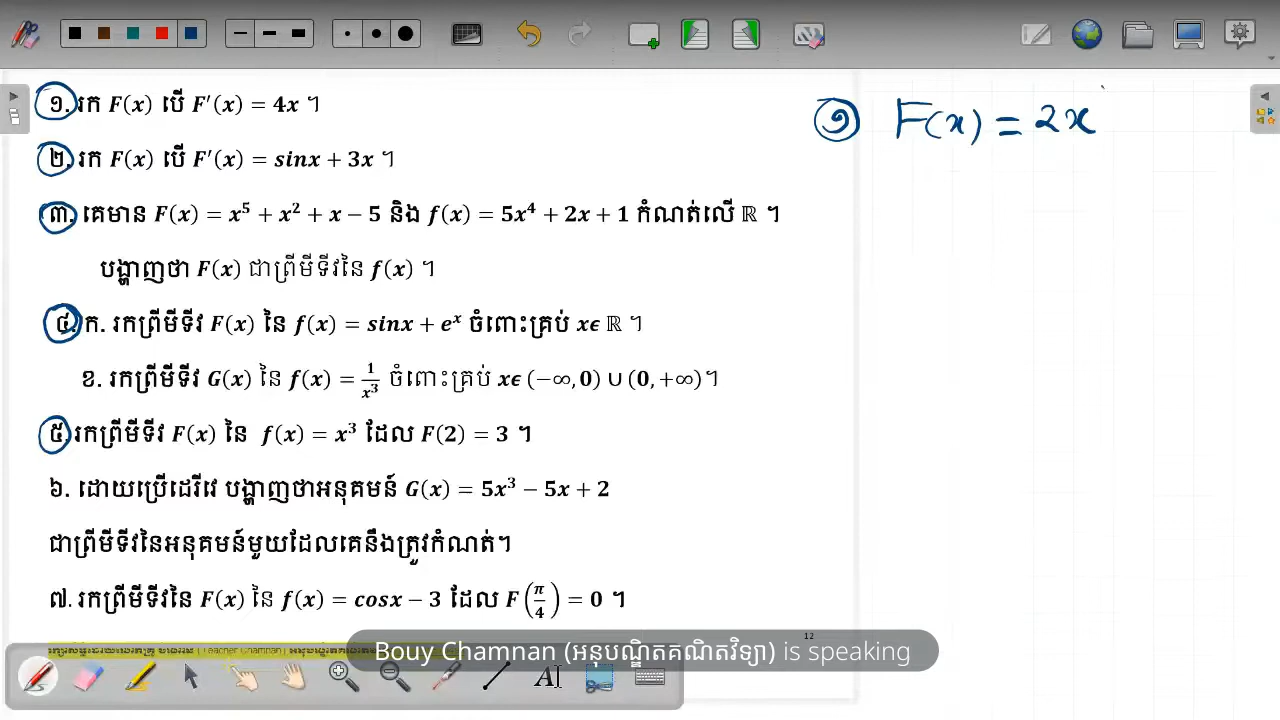 ១. រក F(x) បើ F′(x) = 4x ។
២. រក F(x) បើ F′(x) = sinx + 3x ។
៣. គេមាន F(x) = x⁵ + x² + x − 5 និង f(x) = 5x⁴ + 2x + 1 កំណត់លើ ℝ ។
បង្ហាញថា F(x) ជាព្រីមីទីវនៃ f(x) ។
៤. ក. រកព្រីមីទីវ F(x) នៃ f(x) = sinx + eˣ ចំពោះគ្រប់ xϵ ℝ ។
ខ. រកព្រីមីទីវ G(x) នៃ f(x) = 1/x³ ចំពោះគ្រប់ xϵ (−∞, 0) ∪ (0, +∞)។
៥. រកព្រីមីទីវ F(x) នៃ f(x) = x³ ដែល F(2) = 3 ។
៦. ដោយប្រើដេរីវេ បង្ហាញថាអនុគមន៍ G(x) = 5x³ − 5x + 2
ជាព្រីមីទីវនៃអនុគមន៍មួយដែលគេនឹងត្រូវកំណត់។
៧. រកព្រីមីទីវនៃ F(x) នៃ f(x) = cosx − 3 ដែល F(π/4) = 0 ។
12
១ F(x) = 2x
Bouy Chamnan (អនុបណ្ឌិតគណិតវិទ្យា) is speaking